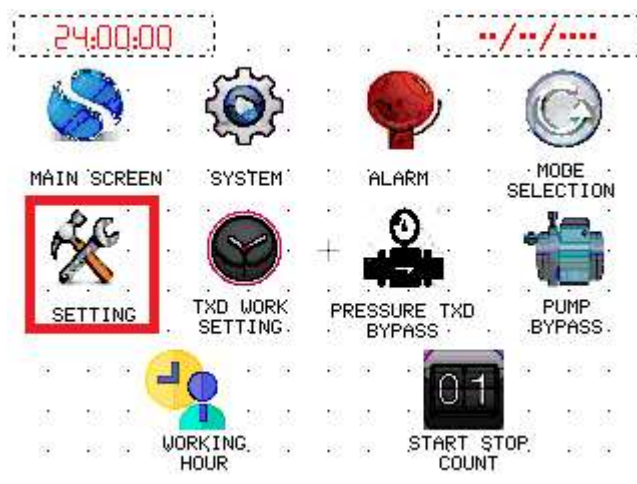 24:00:00
--/--/----
MAIN SCREEN
SYSTEM
ALARM
MODE
SELECTION
SETTING
TXD WORK
SETTING
PRESSURE TXD
BYPASS
PUMP
BYPASS
WORKING
HOUR
01
START STOP
COUNT